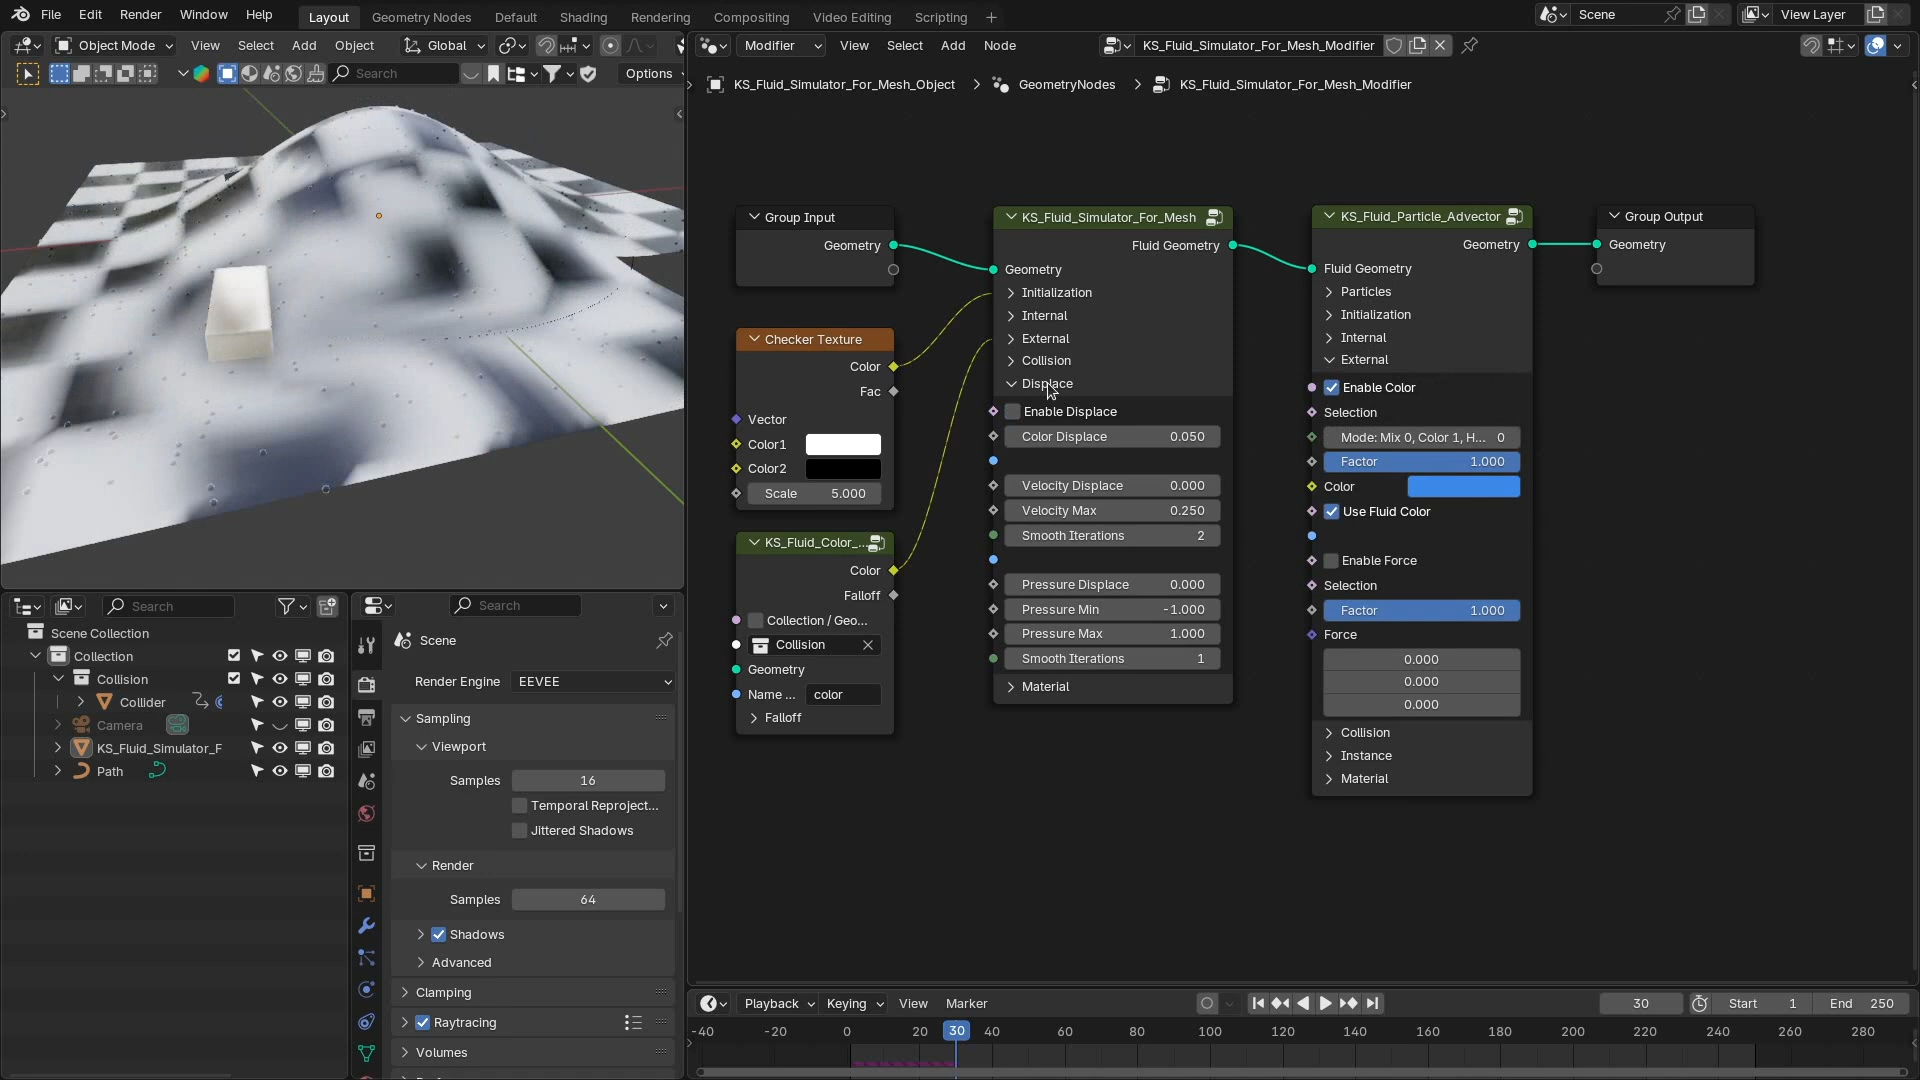 File Edit Render Window Help Layout Geometry Nodes Default Shading Rendering Compositing Video Editing Scripting + Scene View Layer
Object Mode View Select Add Object Global
Search Options
Modifier View Select Add Node KS_Fluid_Simulator_For_Mesh_Modifier
KS_Fluid_Simulator_For_Mesh_Object > GeometryNodes > KS_Fluid_Simulator_For_Mesh_Modifier
Group Input
Geometry
Checker Texture
Color
Fac
Vector
Color1
Color2
Scale 5.000
KS_Fluid_Color_...
Color
Falloff
Collection / Geo...
Collision
Geometry
Name ... color
Falloff
KS_Fluid_Simulator_For_Mesh
Fluid Geometry
Geometry
Initialization
Internal
External
Collision
Displace
Enable Displace
Color Displace 0.050
Velocity Displace 0.000
Velocity Max 0.250
Smooth Iterations 2
Pressure Displace 0.000
Pressure Min -1.000
Pressure Max 1.000
Smooth Iterations 1
Material
KS_Fluid_Particle_Advector
Geometry
Fluid Geometry
Particles
Initialization
Internal
External
Enable Color
Selection
Mode: Mix 0, Color 1, H... 0
Factor 1.000
Color
Use Fluid Color
Enable Force
Selection
Factor 1.000
Force
0.000
0.000
0.000
Collision
Instance
Material
Group Output
Geometry
Search
Scene Collection
Collection
Collision
Collider
Camera
KS_Fluid_Simulator_F
Path
Search
Scene
Render Engine EEVEE
Sampling
Viewport
Samples 16
Temporal Reproject...
Jittered Shadows
Render
Samples 64
Shadows
Advanced
Clamping
Raytracing
Volumes
Playback Keying View Marker 30 Start 1 End 250
-40 -20 0 20 30 40 60 80 100 120 140 160 180 200 220 240 260 280